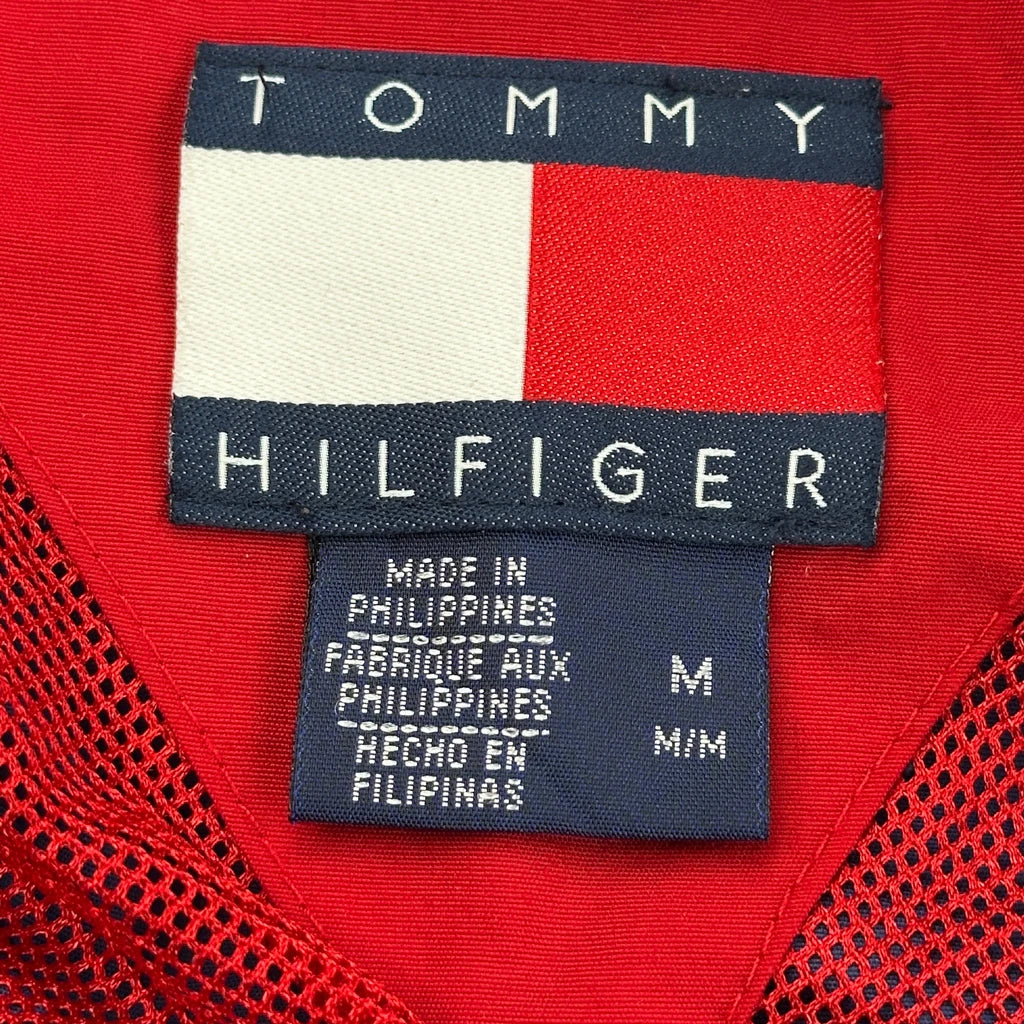 TOMMY
HILFIGER
MADE IN
PHILIPPINES
FABRIQUE AUX
PHILIPPINES
HECHO EN
FILIPINAS
M
M/M